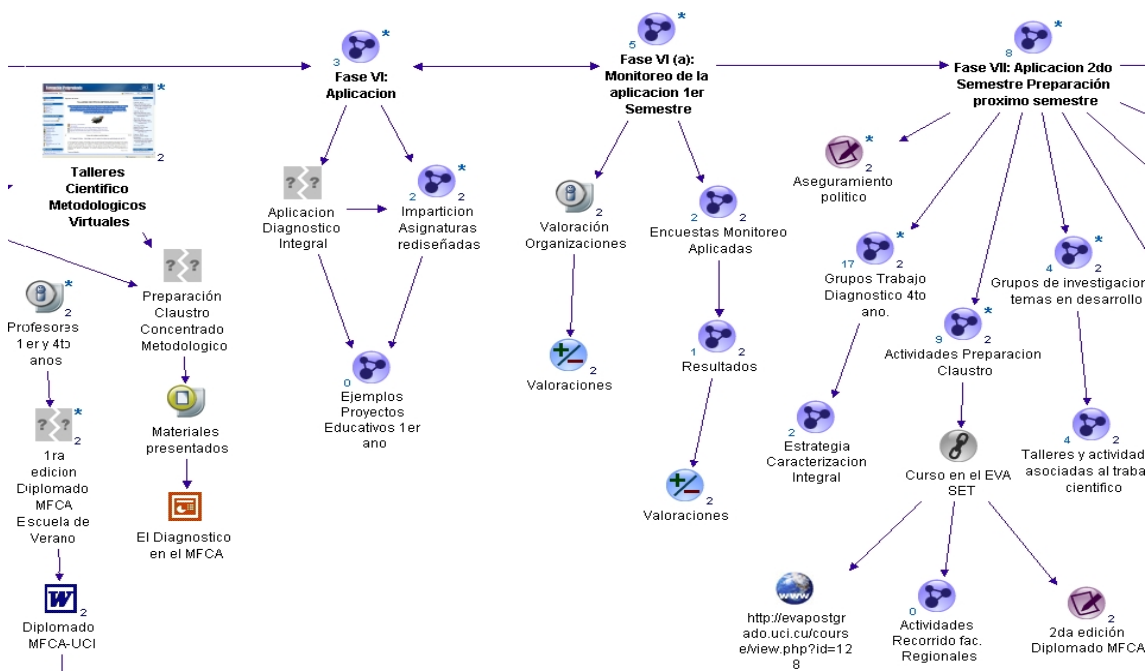 3
*
Fase VI:
Aplicacion
5
*
Fase VI (a):
Monitoreo de la
aplicacion 1er
Semestre
8
*
Fase VII: Aplicacion 2do
Semestre Preparación
proximo semestre
*
2
Talleres
Cientifico
Metodologicos
Virtuales
? ?
Aplicacion
Diagnostico
Integral
*
2 2
Imparticion
Asignaturas
rediseñadas
2
Valoración
Organizaciones
2 2
Encuestas Monitoreo
Aplicadas
*
2
Aseguramiento
politico
*
17 2
Grupos Trabajo
Diagnostico 4to
ano.
*
4 2
Grupos de investigacion
temas en desarrollo
? ?
Preparación
Claustro
Concentrado
Metodologico
*
2
Profesores
1er y 4to
anos
*
9 2
Actividades Preparacion
Claustro
0 2
Ejemplos
Proyectos
Educativos 1er
ano
2
Valoraciones
1 2
Resultados
Materiales
presentados
? ?
*
2
1ra
edicion
Diplomado
MFCA
Escuela de
Verano
2 2
Estrategia
Caracterizacion
Integral
Curso en el EVA
SET
4 2
Talleres y actividad
asociadas al traba
cientifico
2
Valoraciones
El Diagnostico
en el MFCA
W
2
Diplomado
MFCA-UCI
www
http://evapostgr
ado.uci.cu/cours
e/view.php?id=12
8
0
Actividades
Recorrido fac.
Regionales
2
2da edición
Diplomado MFCA